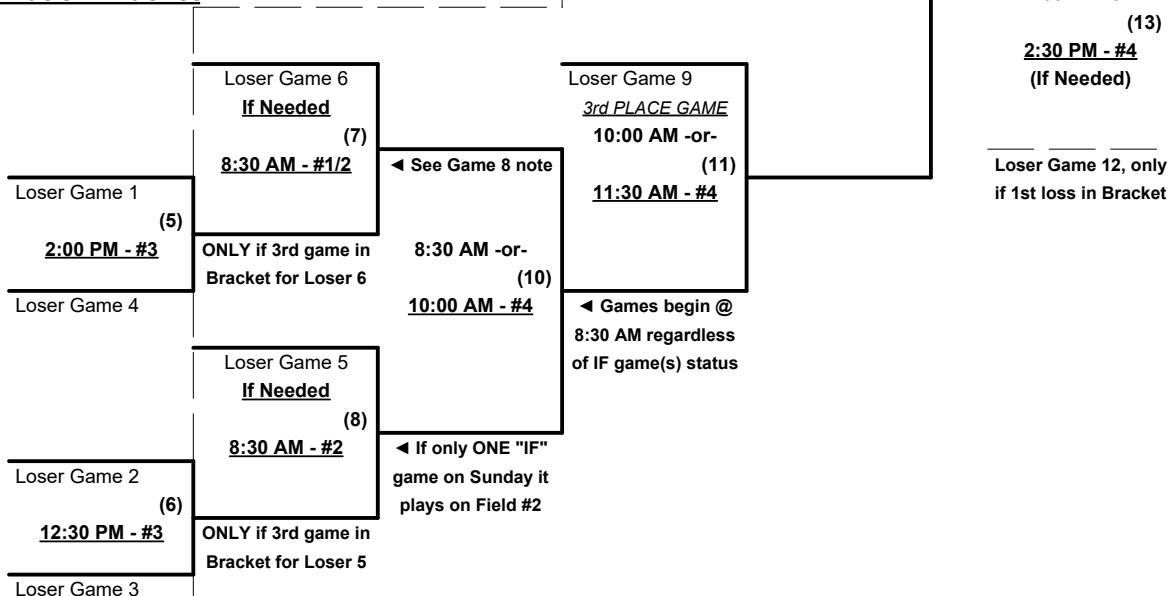 (13)
2:30 PM - #4
(If Needed)
Loser Game 12, only
if 1st loss in Bracket
Loser Game 6
If Needed
(7)
8:30 AM - #1/2
◄ See Game 8 note
Loser Game 9
3rd PLACE GAME
10:00 AM -or-
(11)
11:30 AM - #4
Loser Game 1
(5)
2:00 PM - #3
Loser Game 4
ONLY if 3rd game in
Bracket for Loser 6
8:30 AM -or-
(10)
10:00 AM - #4
◄ Games begin @
8:30 AM regardless
of IF game(s) status
Loser Game 5
If Needed
(8)
8:30 AM - #2
◄ If only ONE "IF"
game on Sunday it
plays on Field #2
Loser Game 2
(6)
12:30 PM - #3
ONLY if 3rd game in
Bracket for Loser 5
Loser Game 3